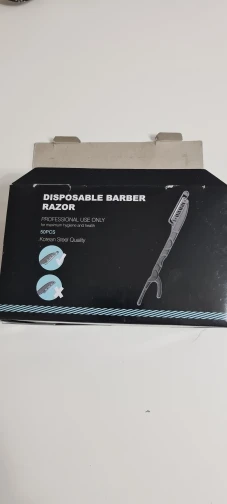 DISPOSABLE BARBER
RAZOR
PROFESSIONAL USE ONLY
for maximum hygiene and health
50PCS
Korean Steel Quality